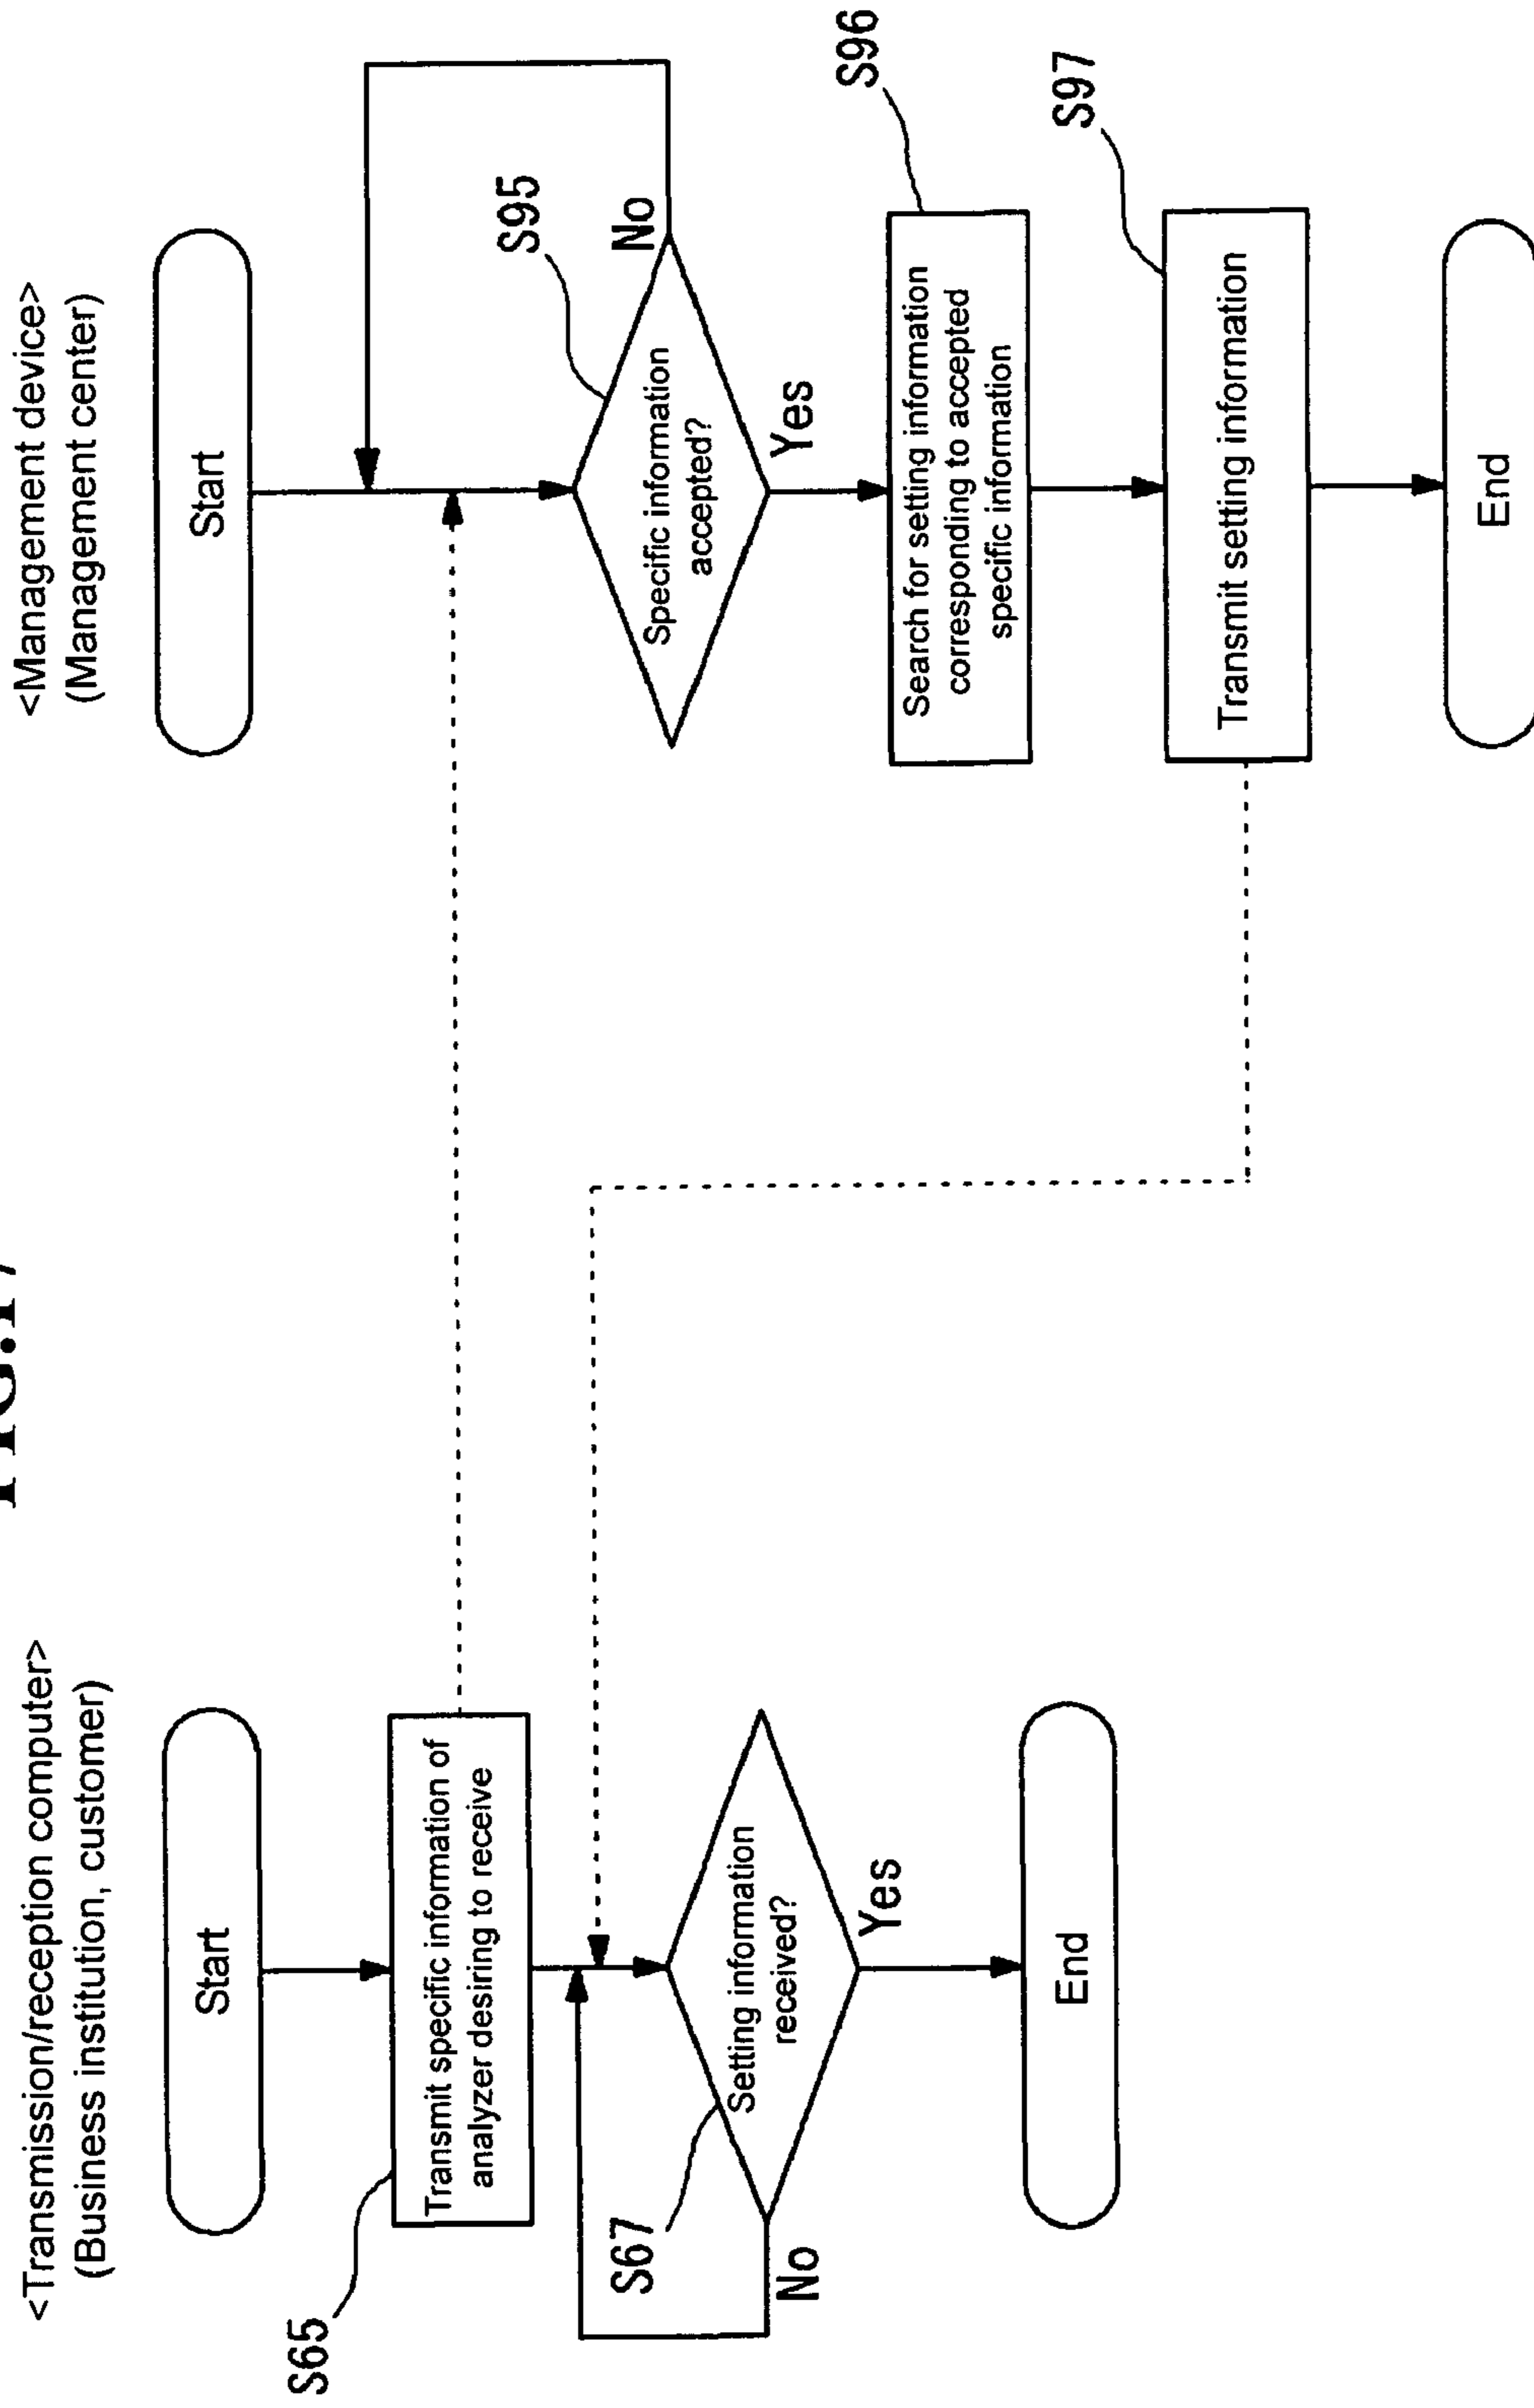 <Transmission/reception computer>
(Business institution, customer)
Start
S65
Transmit specific information of
analyzer desiring to receive
S67
Setting information
received?
No
Yes
End
<Management device>
(Management center)
Start
S95
Specific information
accepted?
No
Yes
S96
Search for setting information
corresponding to accepted
specific information
S97
Transmit setting information
End